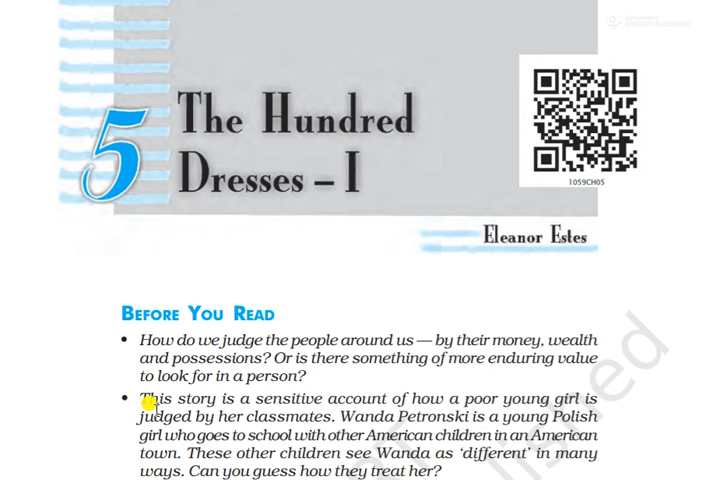 5
The Hundred
Dresses – I
1059CH05
Eleanor Estes
BEFORE YOU READ
• How do we judge the people around us — by their money, wealth
and possessions? Or is there something of more enduring value
to look for in a person?
• This story is a sensitive account of how a poor young girl is
judged by her classmates. Wanda Petronski is a young Polish
girl who goes to school with other American children in an American
town. These other children see Wanda as ‘different’ in many
ways. Can you guess how they treat her?